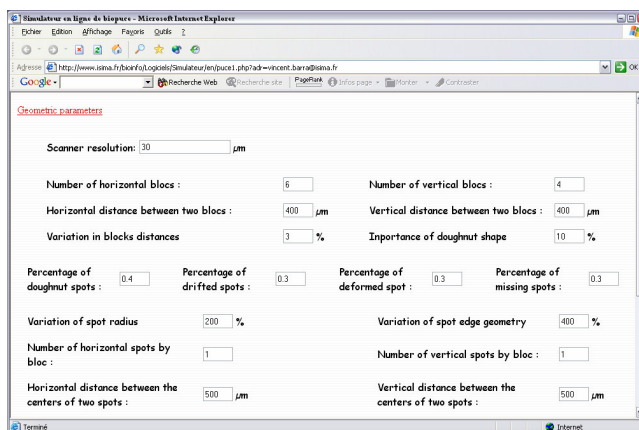 Simulateur en ligne de biopuce - Microsoft Internet Explorer
Fichier Edition Affichage Favoris Outils ?
Adresse http://www.isima.fr/bioinfo/Logiciels/Simulateur/en/puce1.php?adr=vincent.barra@isima.fr OK
Google Recherche Web Recherche site PageRank Infos page Monter Contraster
Geometric parameters
Scanner resolution: 30 µm
Number of horizontal blocs : 6 Number of vertical blocs : 4
Horizontal distance between two blocs : 400 µm Vertical distance between two blocs : 400 µm
Variation in blocks distances 3 % Inportance of doughnut shape 10 %
Percentage of doughnut spots : 0.4 Percentage of drifted spots : 0.3 Percentage of deformed spot : 0.3 Percentage of missing spots : 0.3
Variation of spot radius 200 % Variation of spot edge geometry 400 %
Number of horizontal spots by bloc : 1 Number of vertical spots by bloc : 1
Horizontal distance between the centers of two spots : 500 µm Vertical distance between the centers of two spots : 500 µm
Terminé Internet